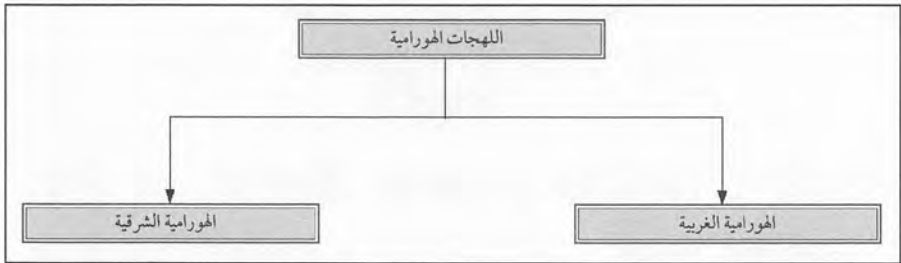 اللهجات الهورامية
الهورامية الغربية
الهورامية الشرقية